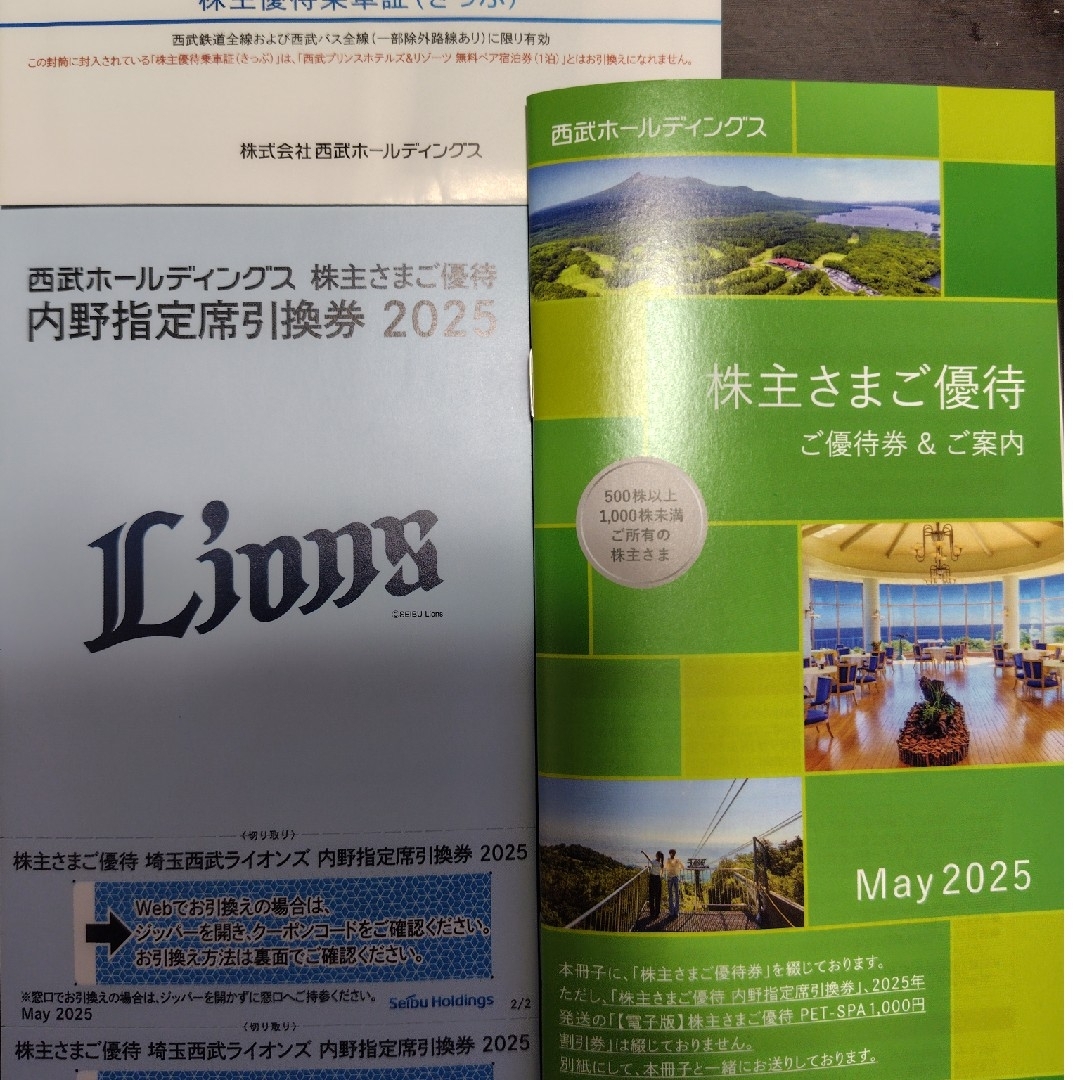 株主優待乗車証(きっぷ)
西武鉄道全線および西武バス全線(一部除外路線あり)に限り有効
この封筒に封入されている「株主優待乗車証(きっぷ)」は、「西武プリンスホテルズ&リゾーツ 無料ペア宿泊券(1泊)」とはお引換えになれません。
株式会社 西武ホールディングス
西武ホールディングス 株主さまご優待
内野指定席引換券 2025
Lions
©SEIBU Lions
〈切り取り〉
株主さまご優待 埼玉西武ライオンズ 内野指定席引換券 2025
Webでお引換えの場合は、
ジッパーを開き、クーポンコードをご確認ください。
お引換え方法は裏面でご確認ください。
※窓口でお引換えの場合は、ジッパーを開かずに窓口へご持参ください。
May 2025
Seibu Holdings 2/2
〈切り取り〉
株主さまご優待 埼玉西武ライオンズ 内野指定席引換券 2025
西武ホールディングス
株主さまご優待
ご優待券 & ご案内
500株以上
1,000株未満
ご所有の
株主さま
May 2025
本冊子に、「株主さまご優待券」を綴じております。
ただし、「株主さまご優待 内野指定席引換券」、2025年
発送の「【電子版】株主さまご優待 PET-SPA1,000円
割引券」は綴じておりません。
別紙にして、本冊子と一緒にお送りしております。